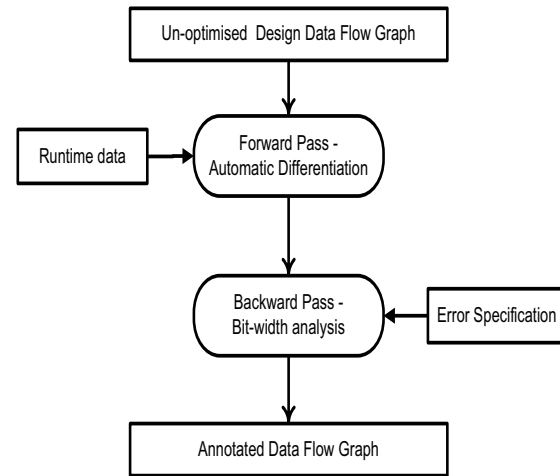 Un-optimised Design Data Flow Graph
Forward Pass -
Automatic Differentiation
Runtime data
Backward Pass -
Bit-width analysis
Error Specification
Annotated Data Flow Graph